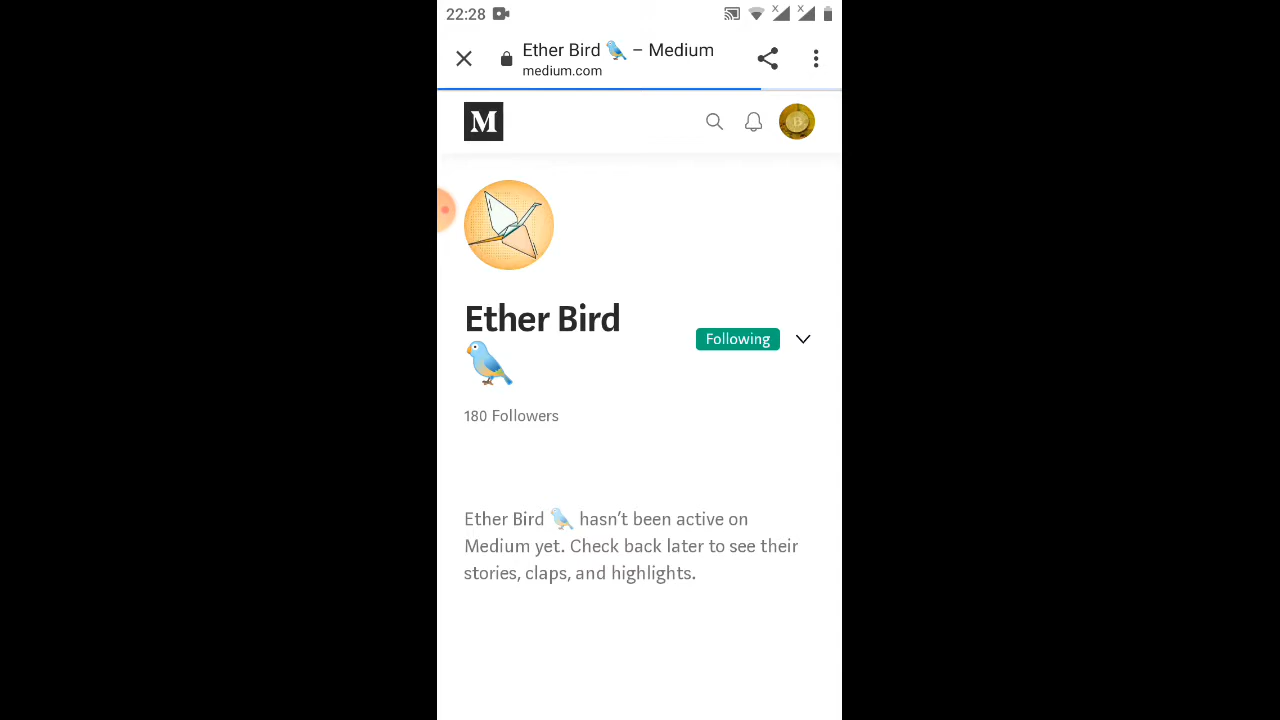 22:28
Ether Bird 🐦 – Medium
medium.com
M
Ether Bird
🐦
Following
180 Followers
Ether Bird 🐦 hasn’t been active on
Medium yet. Check back later to see their
stories, claps, and highlights.